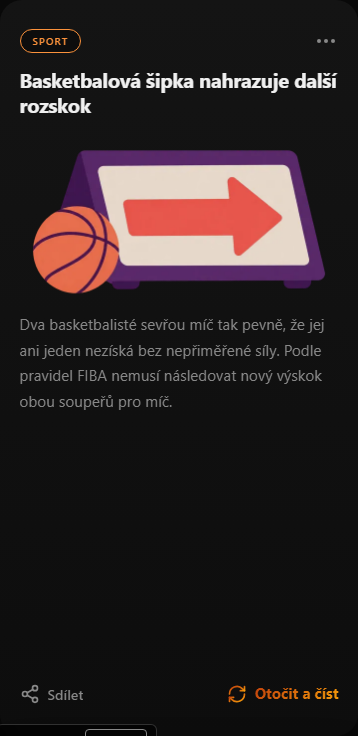 SPORT
Basketbalová šipka nahrazuje další
rozskok
Dva basketbalisté sevřou míč tak pevně, že jej
ani jeden nezíská bez nepřiměřené síly. Podle
pravidel FIBA nemusí následovat nový výskok
obou soupeřů pro míč.
Sdílet
Otočit a číst